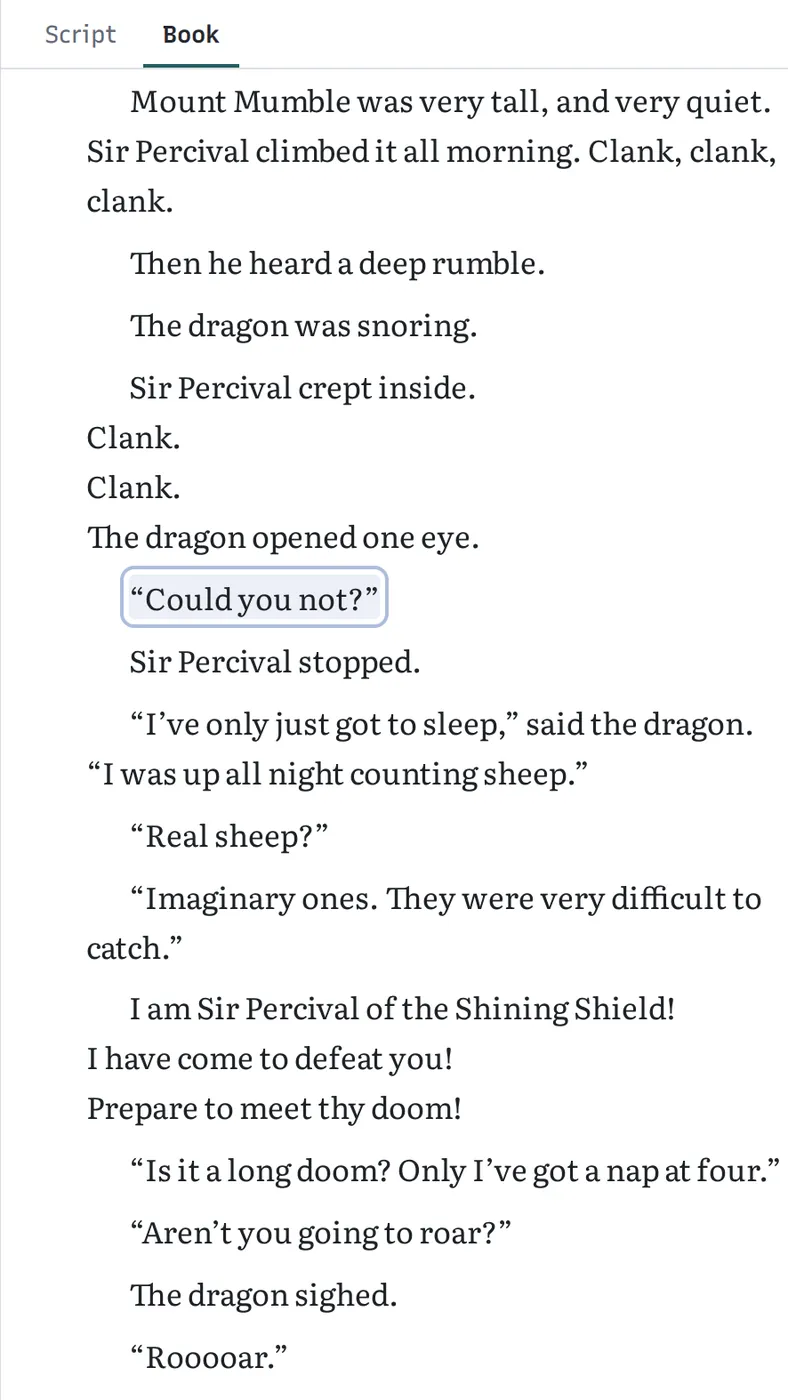 Script Book
Mount Mumble was very tall, and very quiet.
Sir Percival climbed it all morning. Clank, clank,
clank.
Then he heard a deep rumble.
The dragon was snoring.
Sir Percival crept inside.
Clank.
Clank.
The dragon opened one eye.
“Could you not?”
Sir Percival stopped.
“I’ve only just got to sleep,” said the dragon.
“I was up all night counting sheep.”
“Real sheep?”
“Imaginary ones. They were very difficult to
catch.”
I am Sir Percival of the Shining Shield!
I have come to defeat you!
Prepare to meet thy doom!
“Is it a long doom? Only I’ve got a nap at four.”
“Aren’t you going to roar?”
The dragon sighed.
“Rooooar.”